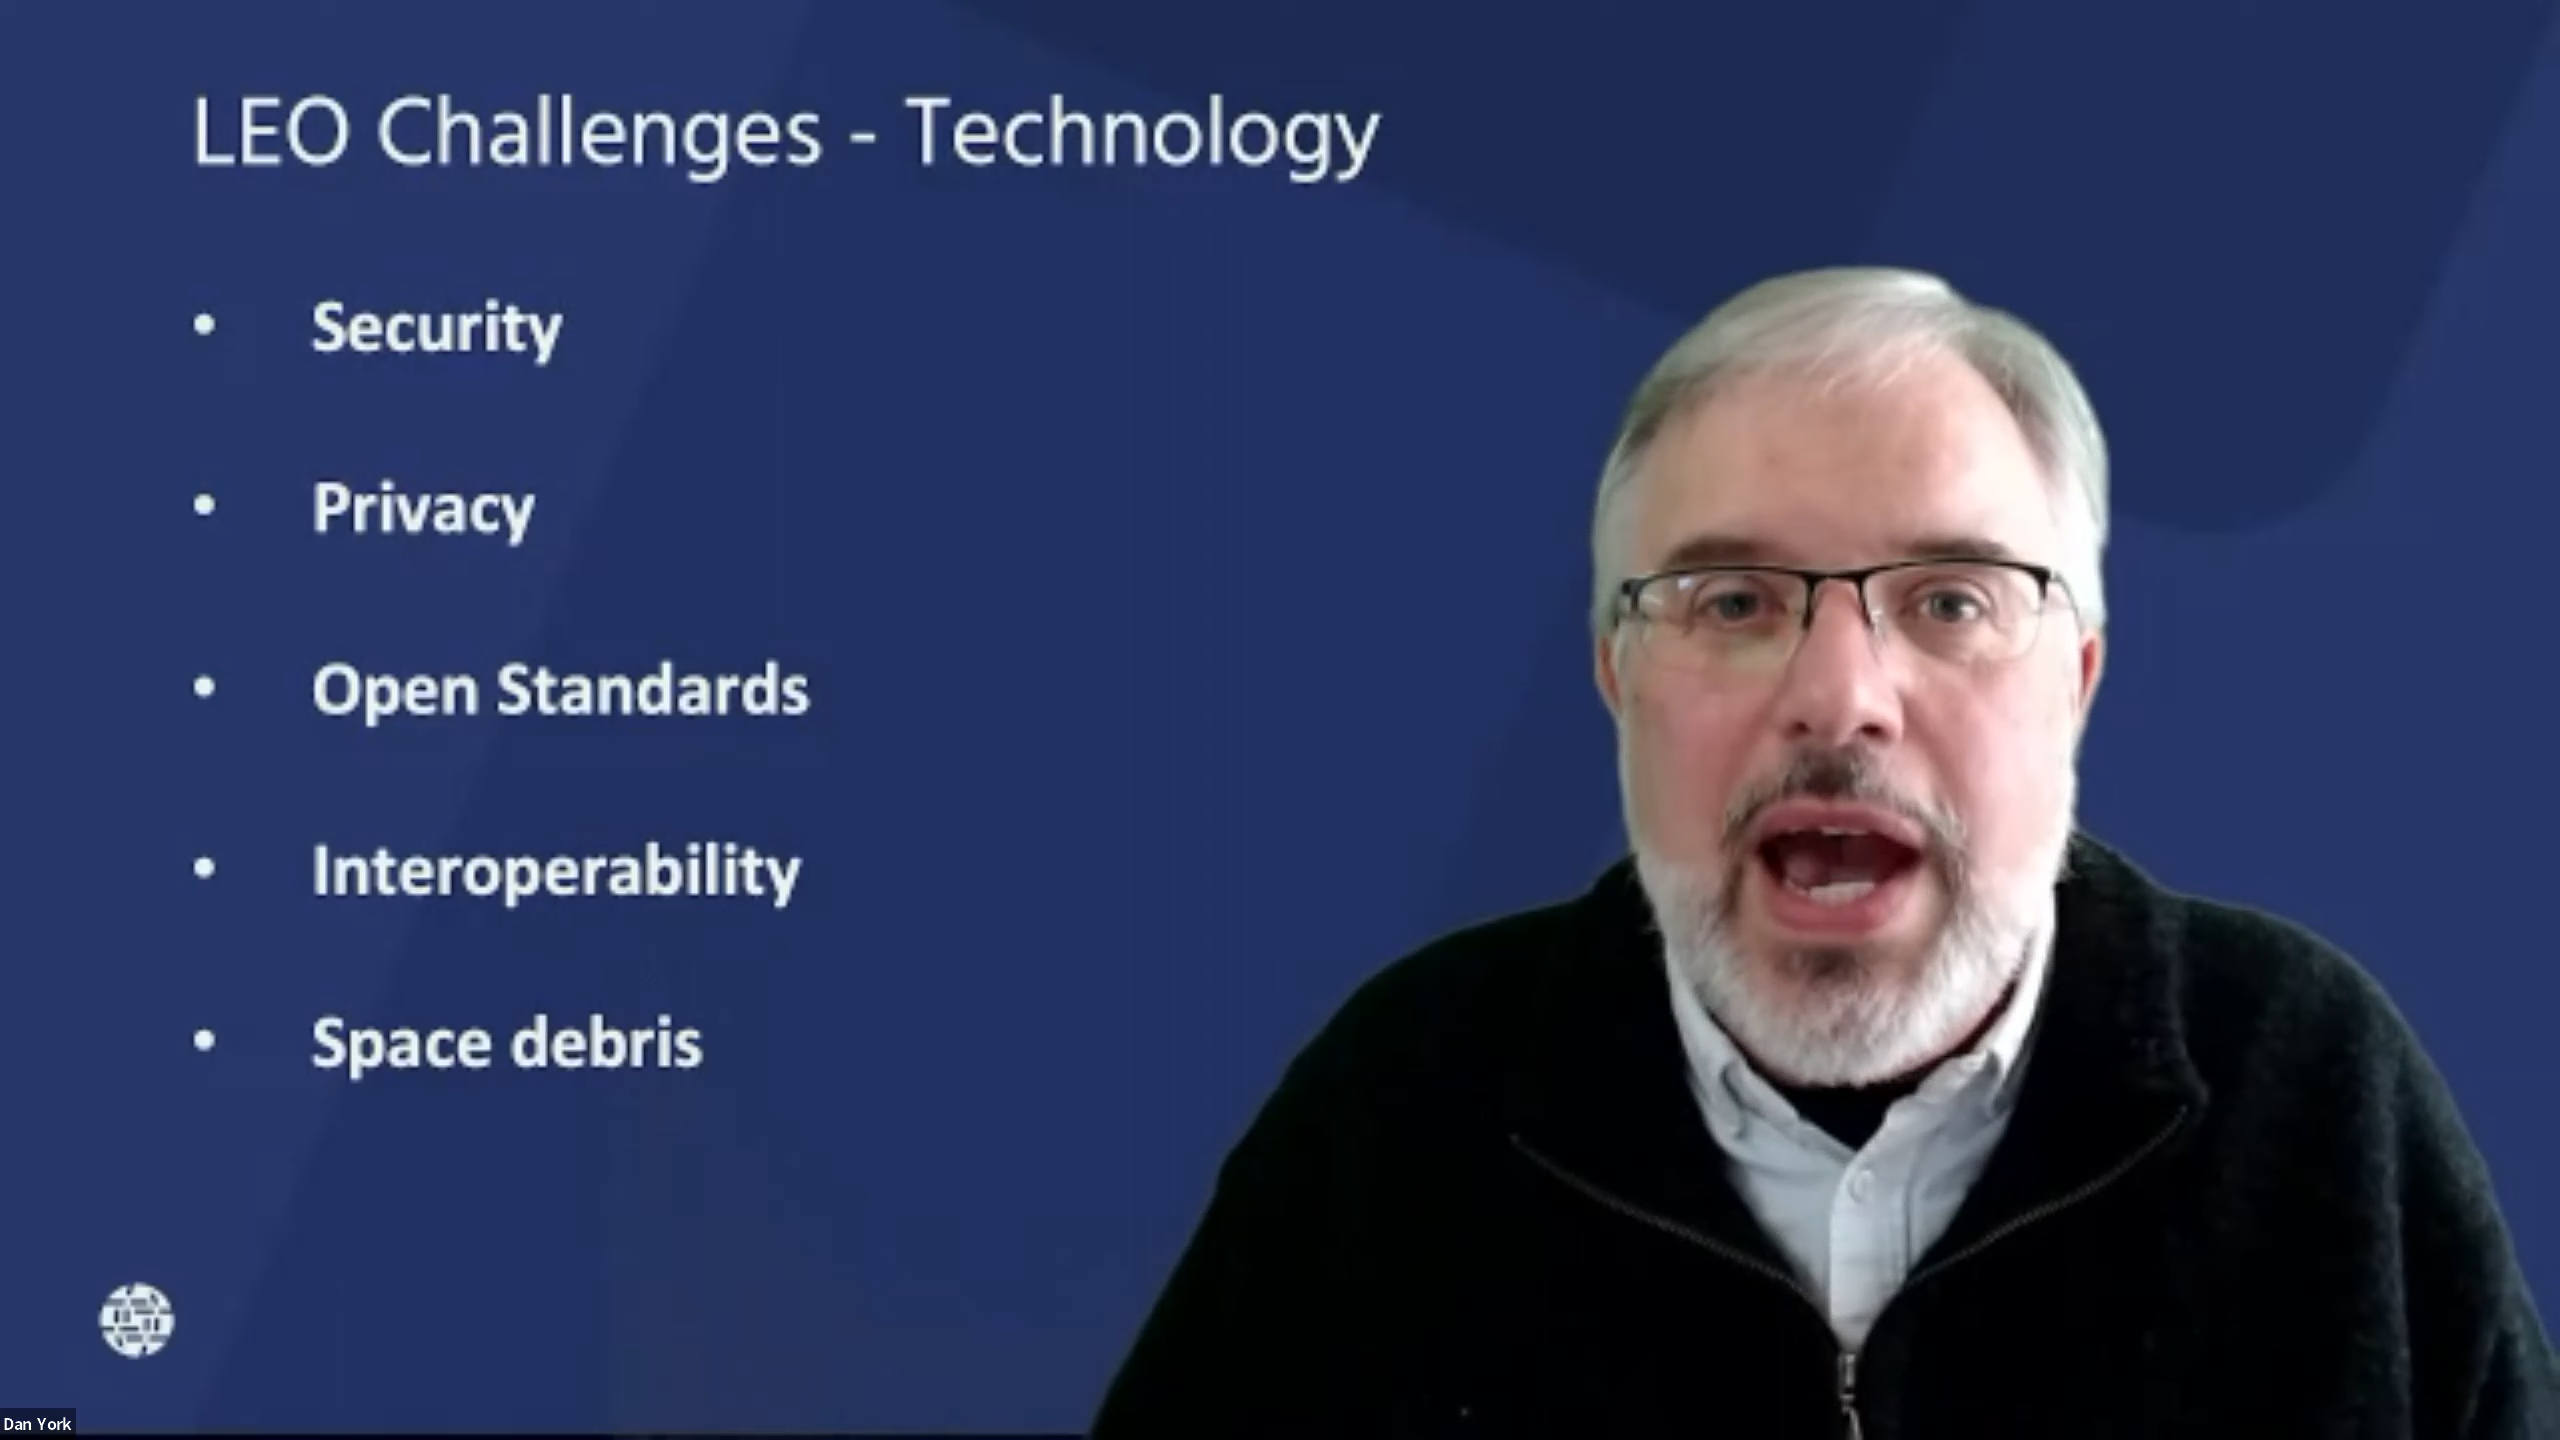 LEO Challenges - Technology
• Security
• Privacy
• Open Standards
• Interoperability
• Space debris
Dan York